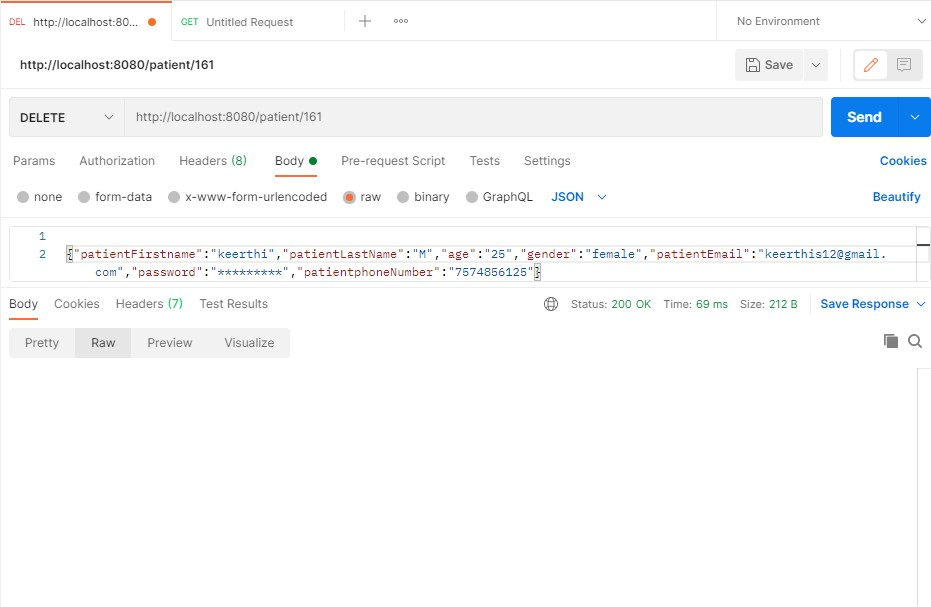 DEL http://localhost:80... GET Untitled Request No Environment
http://localhost:8080/patient/161 Save
DELETE http://localhost:8080/patient/161 Send
Params Authorization Headers (8) Body Pre-request Script Tests Settings Cookies
none form-data x-www-form-urlencoded raw binary GraphQL JSON Beautify
1
2 {"patientFirstname":"keerthi","patientLastName":"M","age":"25","gender":"female","patientEmail":"keerthis12@gmail.
com","password":"*********","patientphoneNumber":"7574856125"}
Body Cookies Headers (7) Test Results Status: 200 OK Time: 69 ms Size: 212 B Save Response
Pretty Raw Preview Visualize